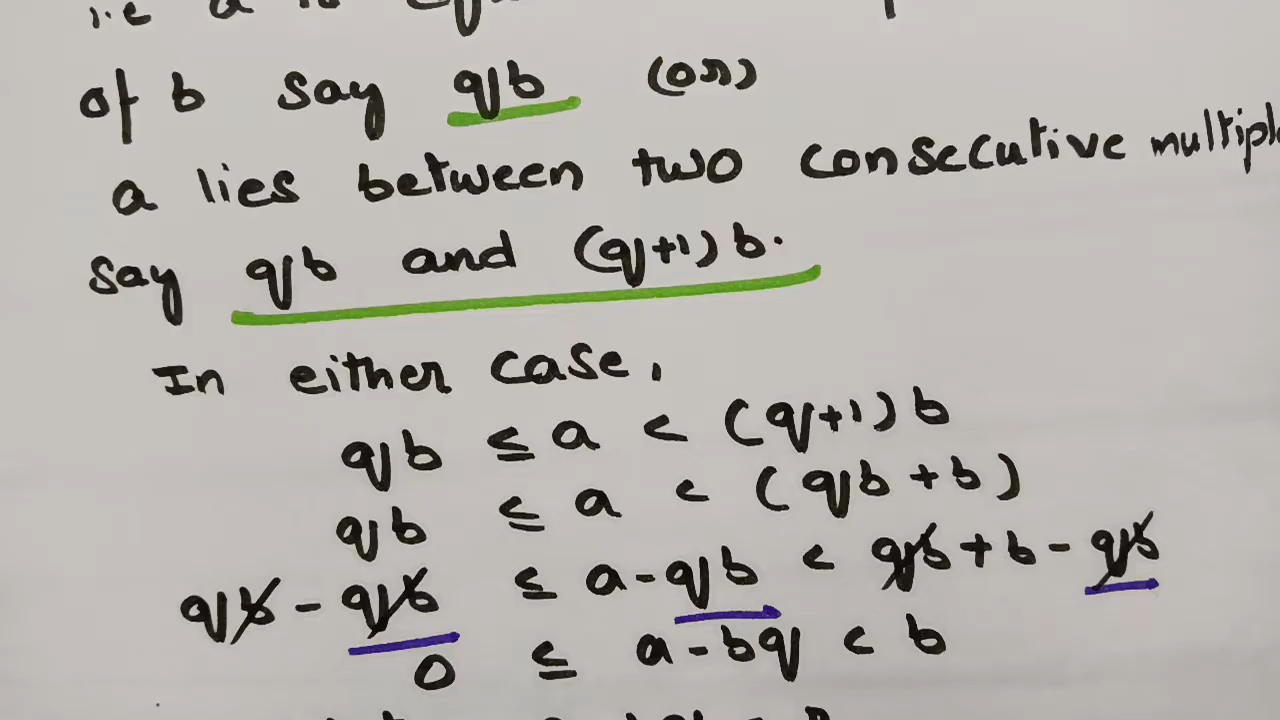 i.e a
of b say qb (or)
a lies between two consecutive
say qb and (q+1) b.
In either case,
qb ≤ a < (q+1) b
qb ≤ a < (qb + b)
qb - qb ≤ a - qb < qb + b - qb
0 ≤ a - bq < b